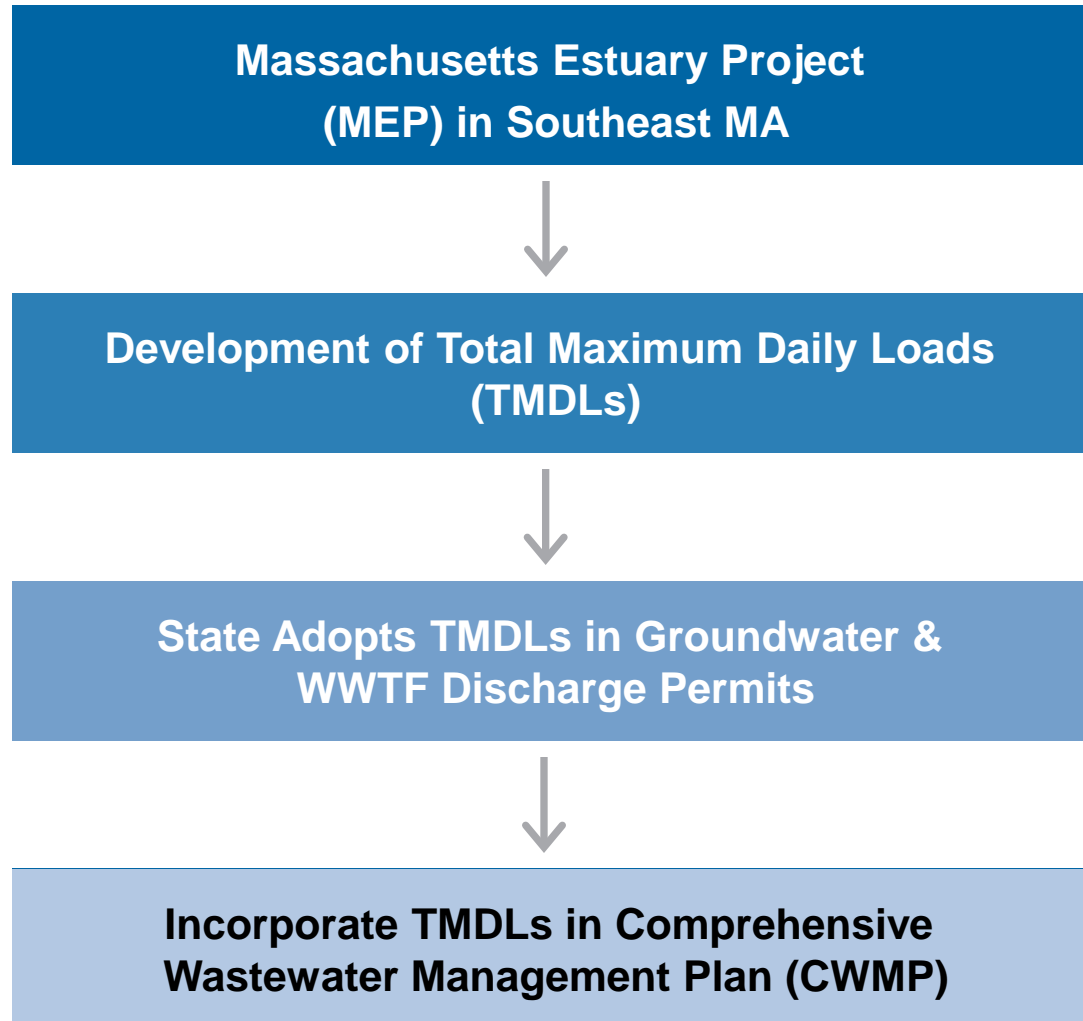 Massachusetts Estuary Project
(MEP) in Southeast MA
Development of Total Maximum Daily Loads
(TMDLs)
State Adopts TMDLs in Groundwater &
WWTF Discharge Permits
Incorporate TMDLs in Comprehensive
Wastewater Management Plan (CWMP)